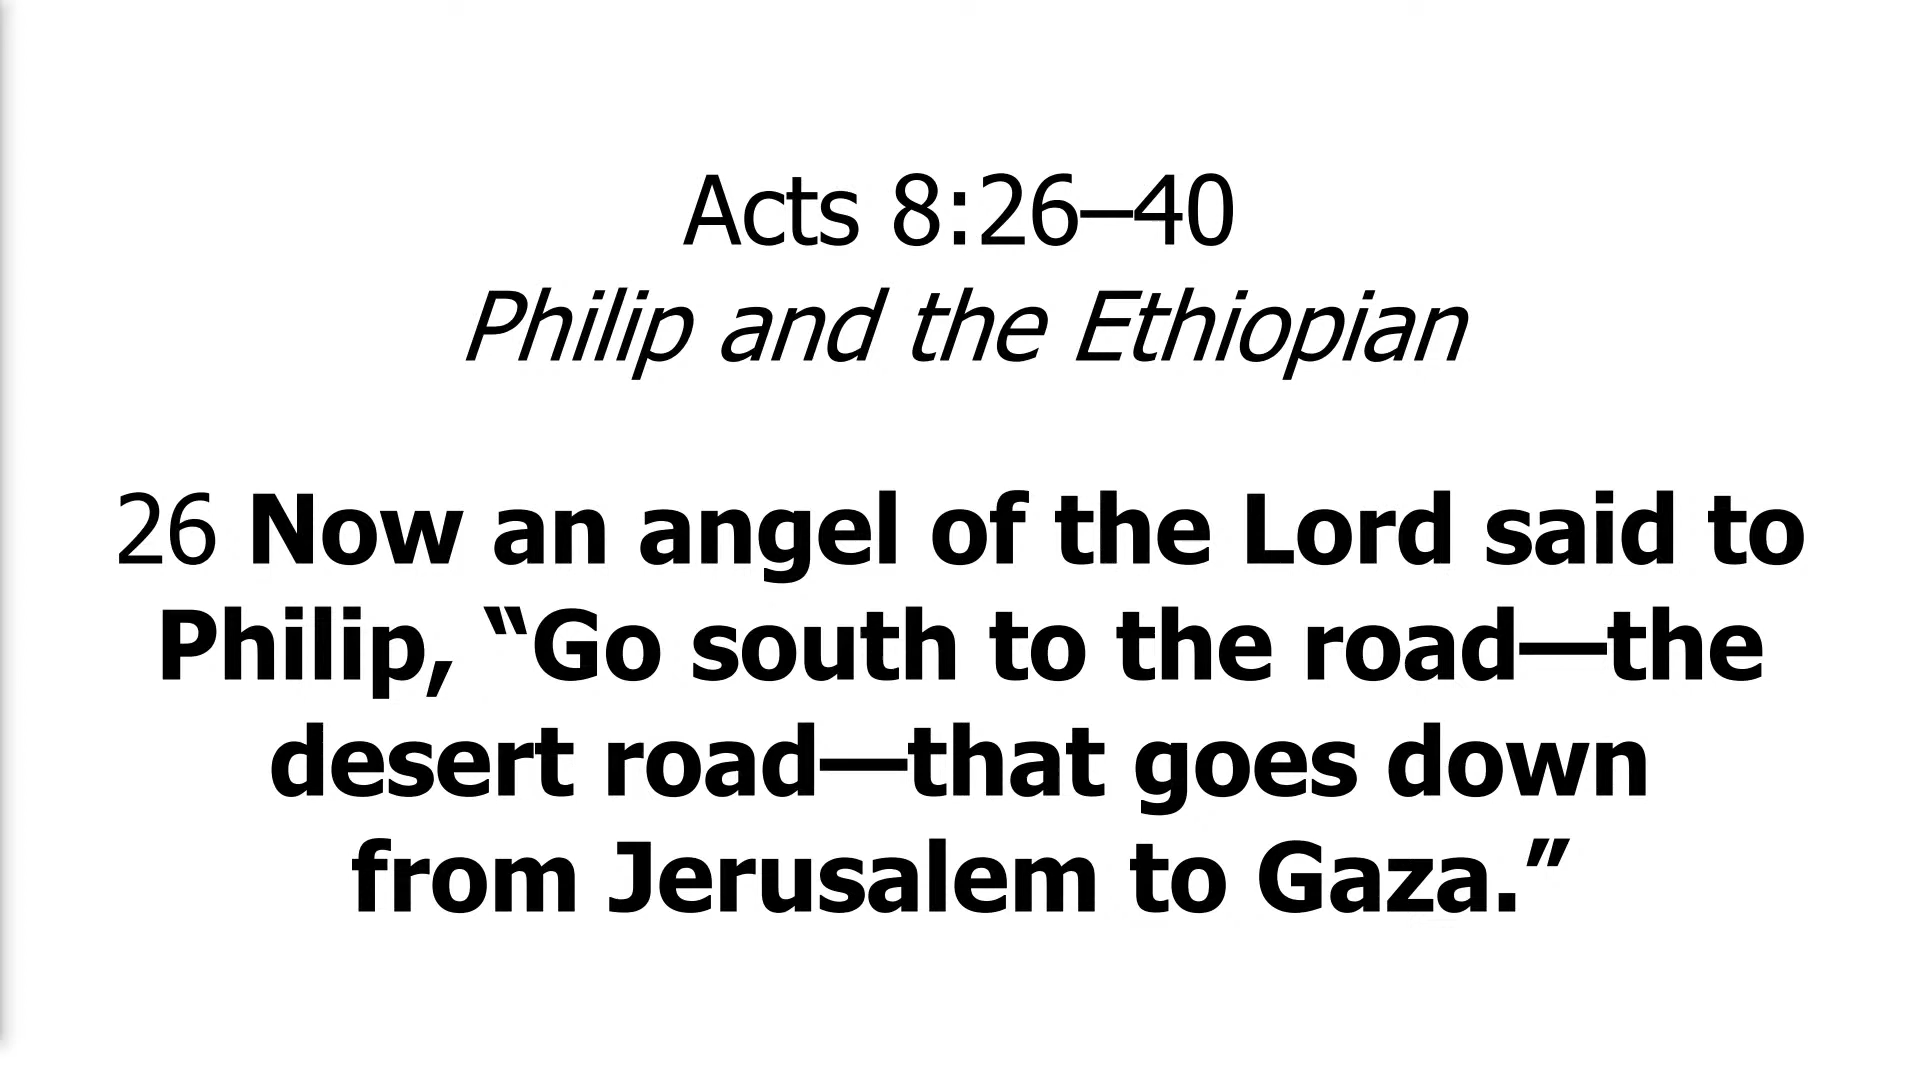 Acts 8:26–40
Philip and the Ethiopian
26 Now an angel of the Lord said to
Philip, “Go south to the road—the
desert road—that goes down
from Jerusalem to Gaza.”